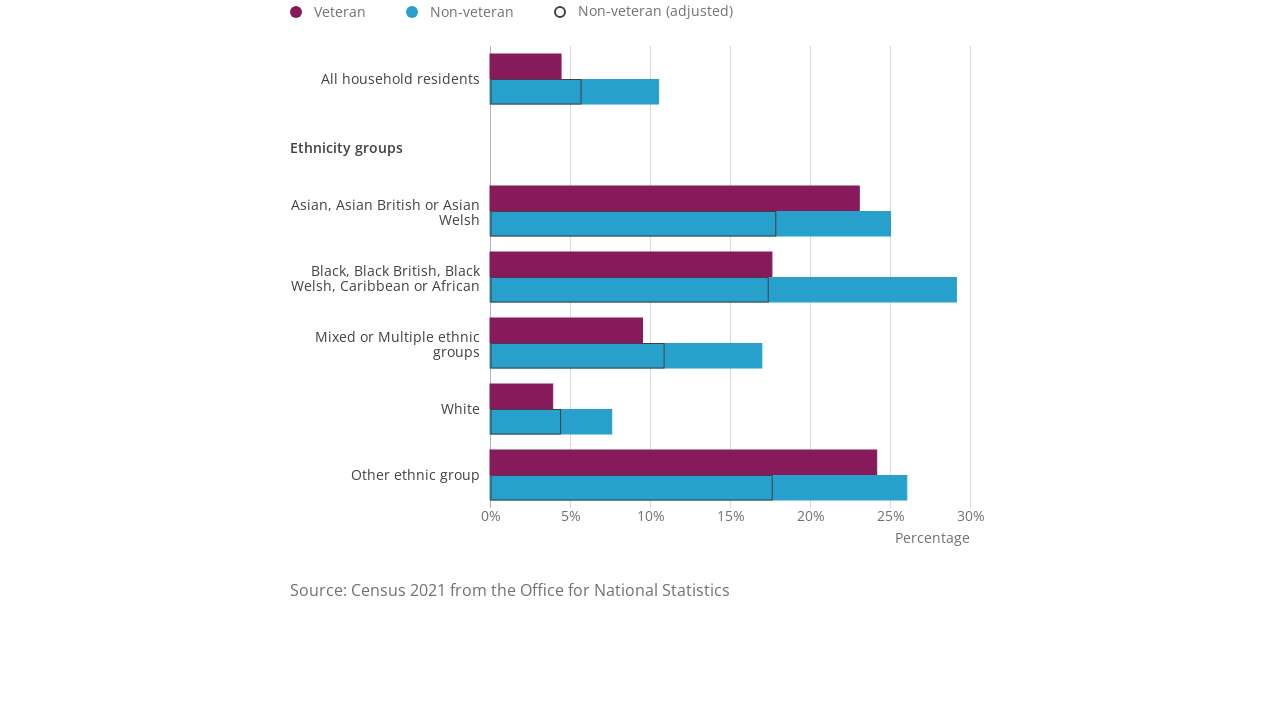 Veteran
Non-veteran
Non-veteran (adjusted)
All household residents
Ethnicity groups
Asian, Asian British or Asian
Welsh
Black, Black British, Black
Welsh, Caribbean or African
Mixed or Multiple ethnic
groups
White
Other ethnic group
0%
5%
10%
15%
20%
25%
30%
Percentage
Source: Census 2021 from the Office for National Statistics